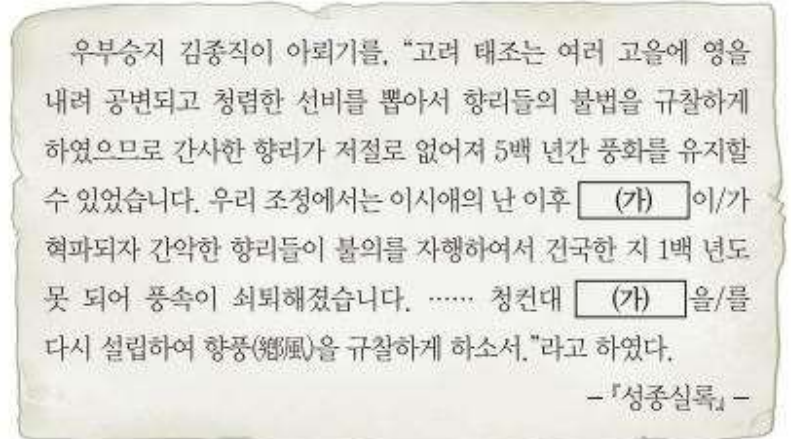 우부승지 김종직이 아뢰기를, “고려 태조는 여러 고을에 영을
내려 공변되고 청렴한 선비를 뽑아서 향리들의 불법을 규찰하게
하였으므로 간사한 향리가 저절로 없어져 5백 년간 풍화를 유지할
수 있었습니다. 우리 조정에서는 이시애의 난 이후 (가) 이/가
혁파되자 간악한 향리들이 불의를 자행하여서 건국한 지 1백 년도
못 되어 풍속이 쇠퇴해졌습니다. …… 청컨대 (가) 을/를
다시 설립하여 향풍(鄕風)을 규찰하게 하소서.”라고 하였다.
－『성종실록』－